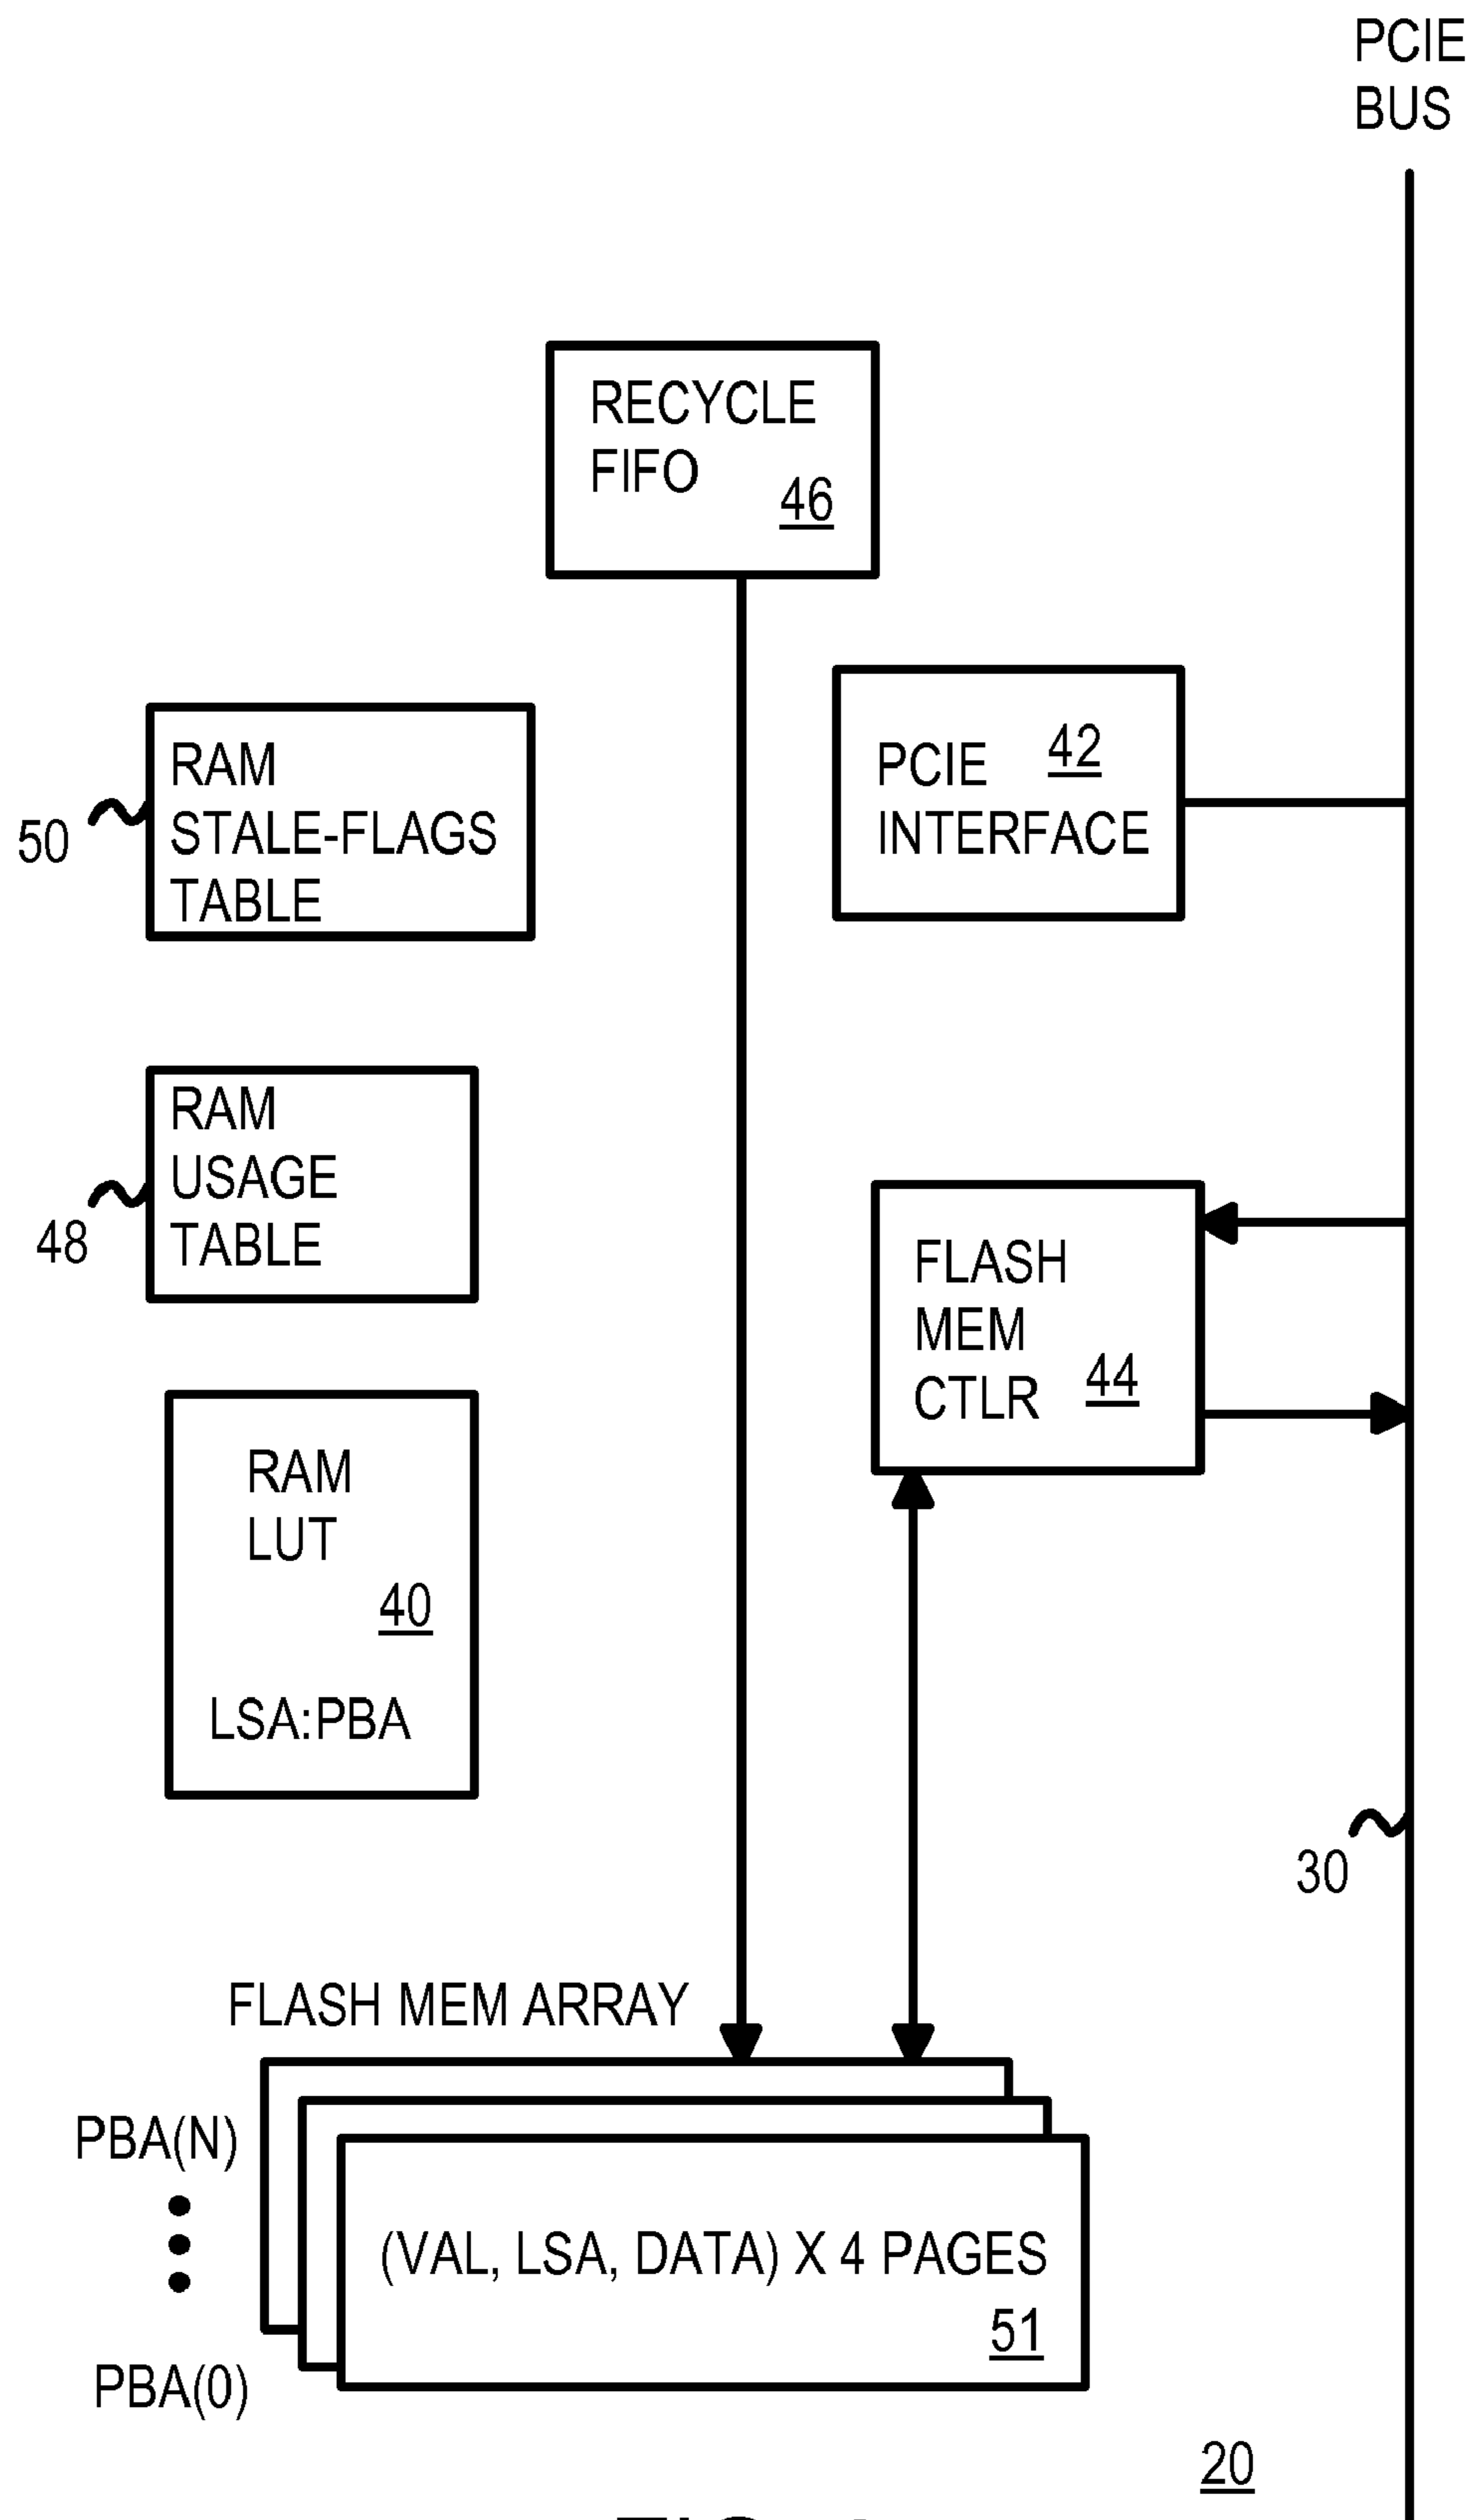 PCIE
BUS
RECYCLE
FIFO
46
PCIE
42
INTERFACE
RAM
STALE-FLAGS
TABLE
50
RAM
USAGE
TABLE
48
FLASH
MEM
CTLR
44
RAM
LUT
40
LSA:PBA
30
FLASH MEM ARRAY
PBA(N)
(VAL, LSA, DATA) X 4 PAGES
51
PBA(0)
20